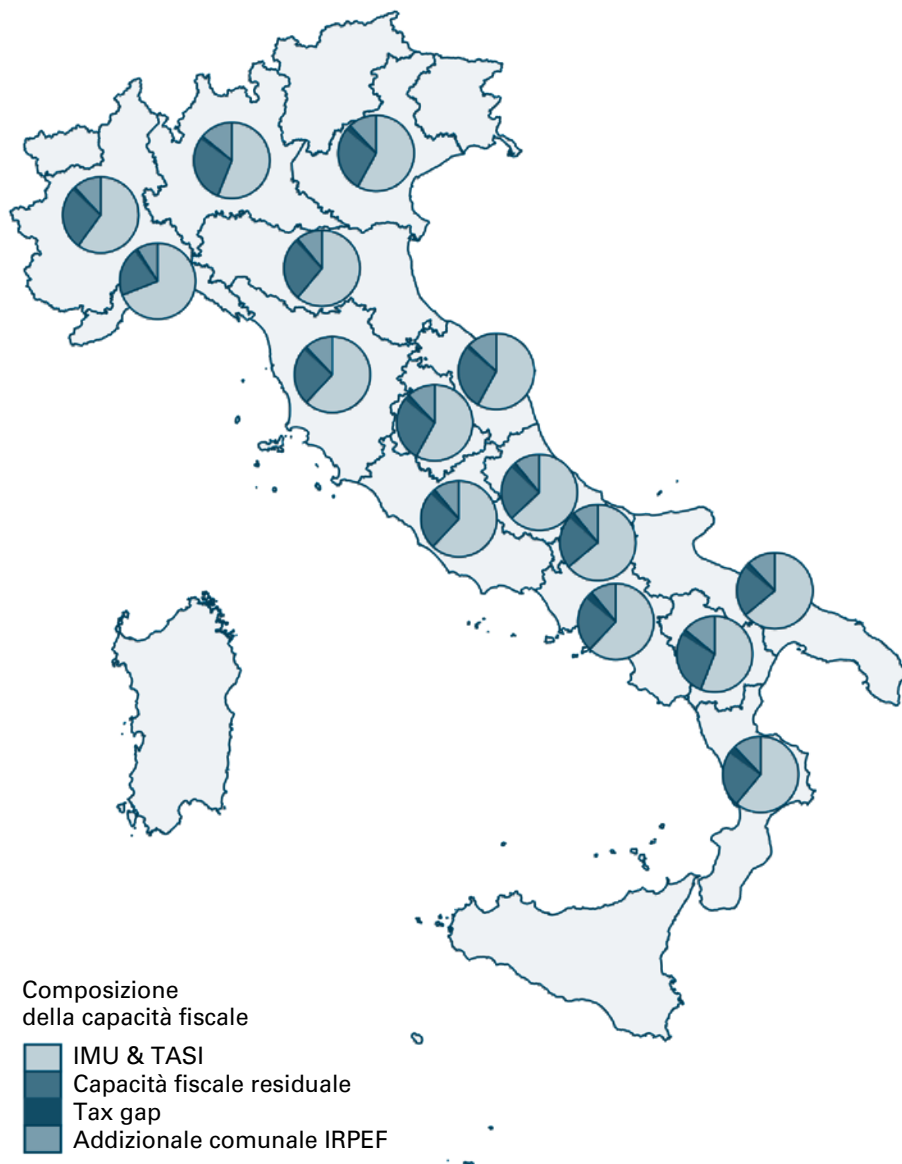 Composizione
della capacità fiscale
IMU & TASI
Capacità fiscale residuale
Tax gap
Addizionale comunale IRPEF